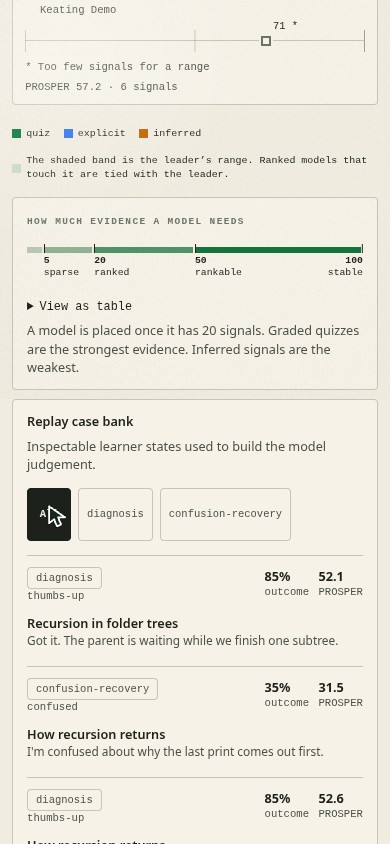 Keating Demo
71 *
* Too few signals for a range
PROSPER 57.2 · 6 signals
quiz explicit inferred
The shaded band is the leader’s range. Ranked models that
touch it are tied with the leader.
HOW MUCH EVIDENCE A MODEL NEEDS
5 20 50 100
sparse ranked rankable stable
View as table
A model is placed once it has 20 signals. Graded quizzes
are the strongest evidence. Inferred signals are the
weakest.
Replay case bank
Inspectable learner states used to build the model
judgement.
diagnosis confusion-recovery
diagnosis 85% 52.1
thumbs-up outcome PROSPER
Recursion in folder trees
Got it. The parent is waiting while we finish one subtree.
confusion-recovery 35% 31.5
confused outcome PROSPER
How recursion returns
I'm confused about why the last print comes out first.
diagnosis 85% 52.6
thumbs-up outcome PROSPER
How recursion returns